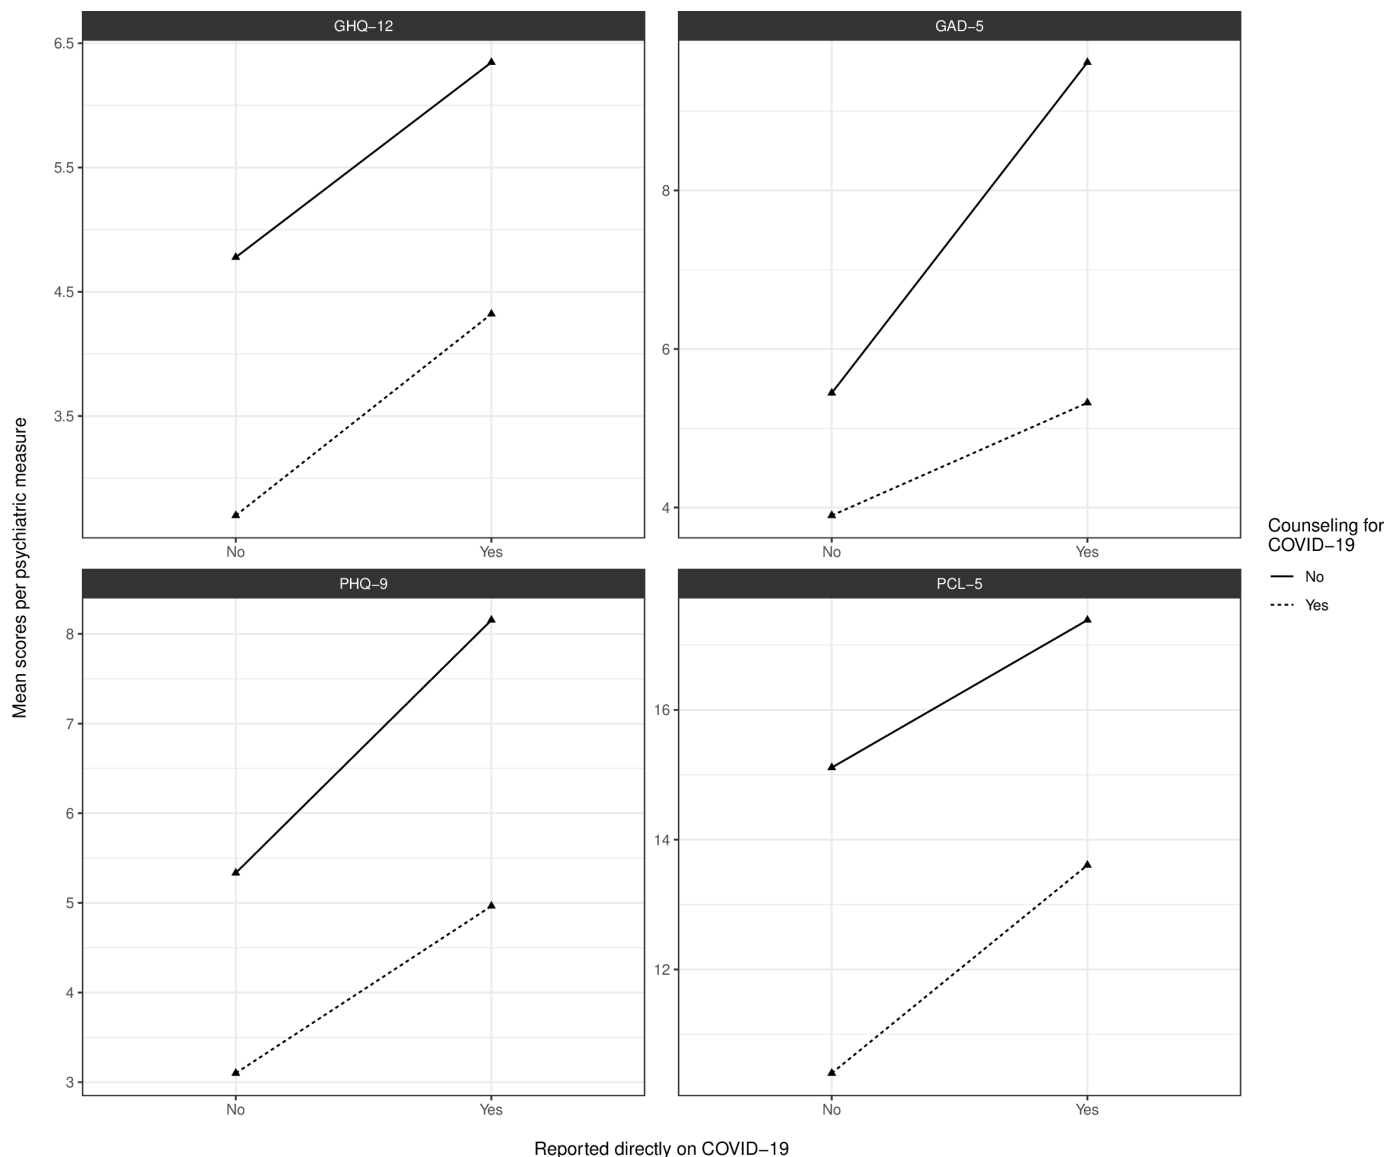 GHQ−12
GAD−5
6.5
5.5
4.5
3.5
8
6
4
No
Yes
No
Yes
PHQ−9
PCL−5
8
7
6
5
4
3
16
14
12
No
Yes
No
Yes
Mean scores per psychiatric measure
Reported directly on COVID−19
Counseling for
COVID−19
No
Yes